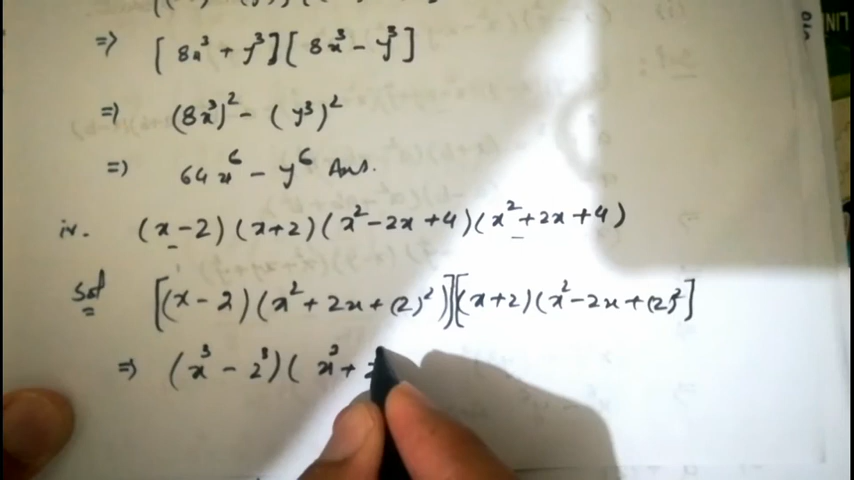 => [8x³ + y³][8x³ - y³]
=> (8x³)² - (y³)²
=> 64x⁶ - y⁶ Ans.
iv. (x-2)(x+2)(x²-2x+4)(x²+2x+4)
Sol [(x-2)(x²+2x+(2)²)][(x+2)(x²-2x+(2)²]
=> (x³ - 2³)(x³+